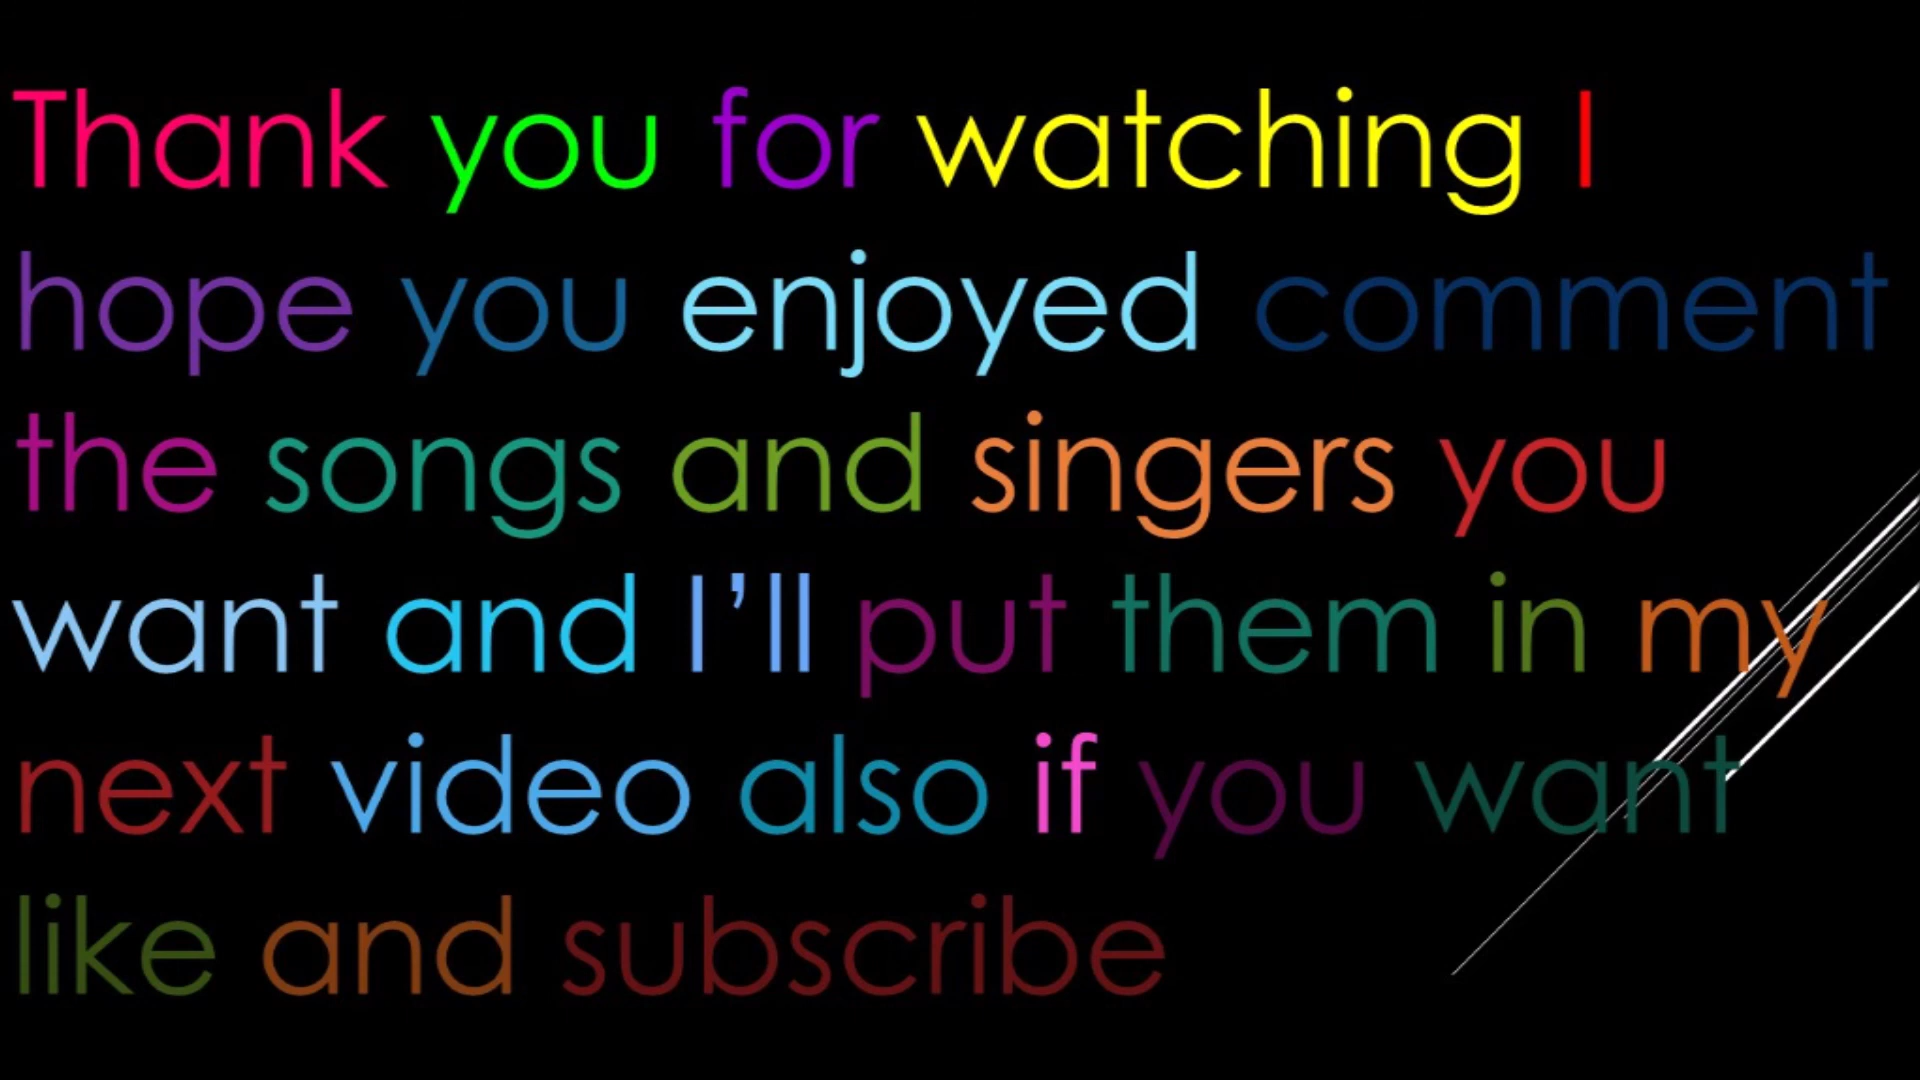 Thank you for watching I
hope you enjoyed comment
the songs and singers you
want and I’ll put them in my
next video also if you want
like and subscribe